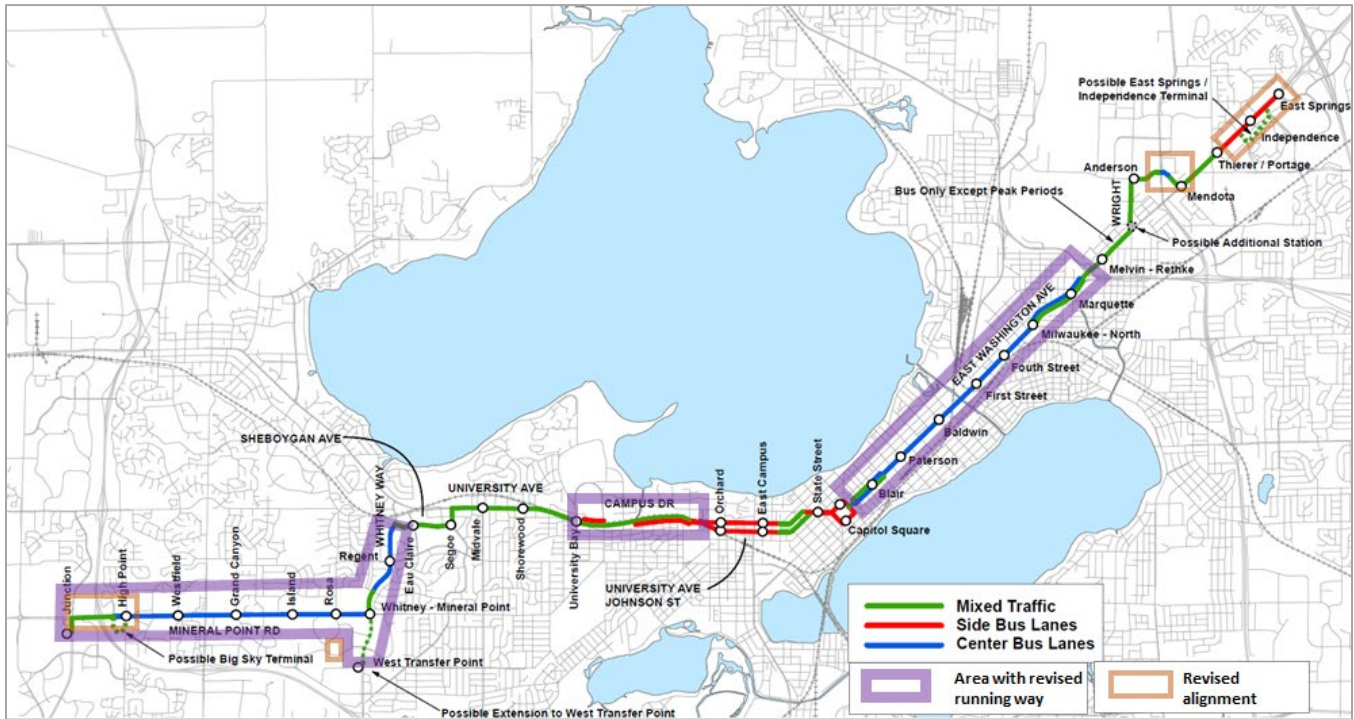 Possible East Springs /
Independence Terminal
East Springs
Independence
Thierer / Portage
Anderson
Mendota
Bus Only Except Peak Periods
WRIGHT
Possible Additional Station
Melvin - Rethke
Marquette
EAST WASHINGTON AVE
Milwaukee - North
Fouth Street
First Street
Baldwin
Paterson
Blair
State Street
Capitol Square
East Campus
Orchard
CAMPUS DR
UNIVERSITY AVE
JOHNSON ST
University Bay
UNIVERSITY AVE
Shorewood
Midvale
Segoe
SHEBOYGAN AVE
Eau Claire
WHITNEY WAY
Regent
Whitney - Mineral Point
Rosa
Island
Grand Canyon
Westfield
High Point
Junction
MINERAL POINT RD
Possible Big Sky Terminal
West Transfer Point
Possible Extension to West Transfer Point
Mixed Traffic
Side Bus Lanes
Center Bus Lanes
Area with revised
running way
Revised
alignment